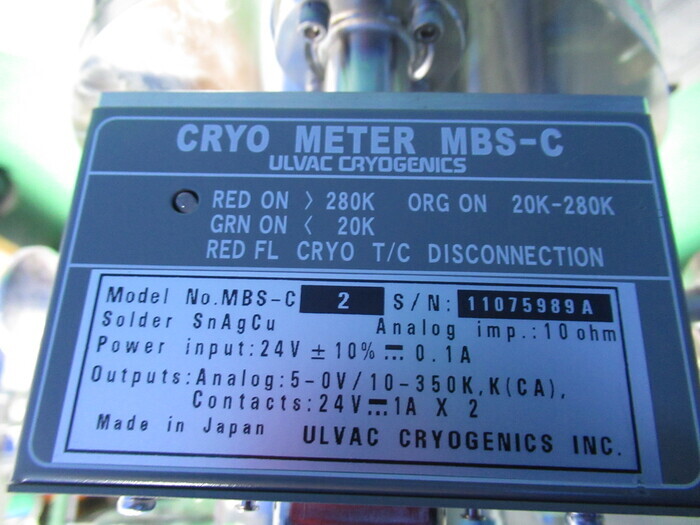 CRYO METER MBS-C
ULVAC CRYOGENICS
RED ON > 280K ORG ON 20K-280K
GRN ON < 20K
RED FL CRYO T/C DISCONNECTION
Model No.MBS-C 2 S/N: 11075989A
Solder SnAgCu Analog imp.:10ohm
Power input:24V ±10% ⎓ 0.1A
Outputs:Analog:5-0V/10-350K,K(CA),
Contacts:24V⎓1A X 2
Made in Japan ULVAC CRYOGENICS INC.